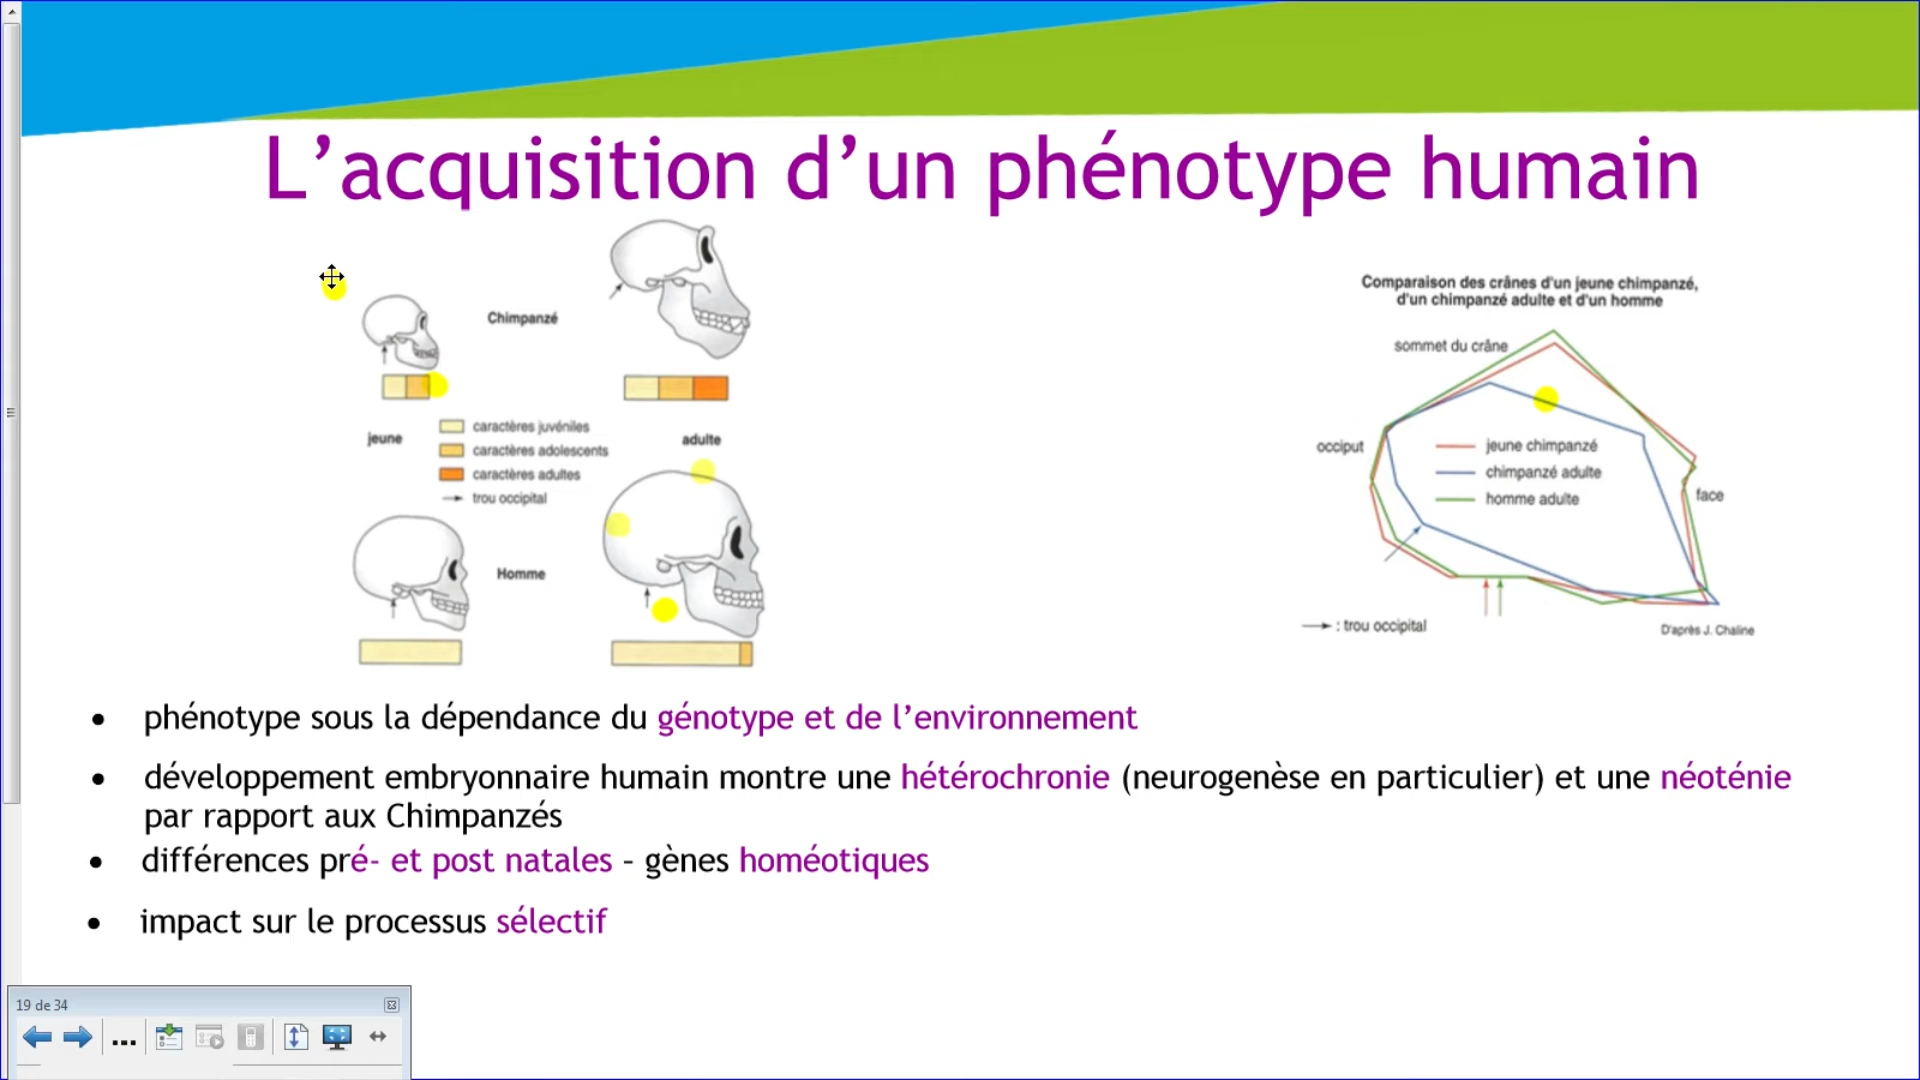 L’acquisition d’un phénotype humain
Chimpanzé
jeune
caractères juvéniles
caractères adolescents
caractères adultes
trou occipital
adulte
Homme
Comparaison des crânes d'un jeune chimpanzé,
d'un chimpanzé adulte et d'un homme
sommet du crâne
occiput
jeune chimpanzé
chimpanzé adulte
homme adulte
face
: trou occipital
D'après J. Chaline
• phénotype sous la dépendance du génotype et de l’environnement
• développement embryonnaire humain montre une hétérochronie (neurogenèse en particulier) et une néoténie
par rapport aux Chimpanzés
• différences pré- et post natales – gènes homéotiques
• impact sur le processus sélectif
19 de 34